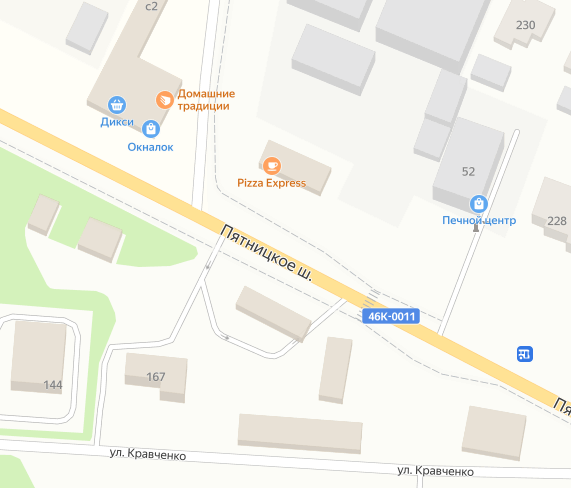 с2
230
Домашние
традиции
Дикси
Окналок
Pizza Express
52
Печной центр
228
Пятницкое ш.
46К-0011
144
167
Пя
ул. Кравченко
ул. Кравченко